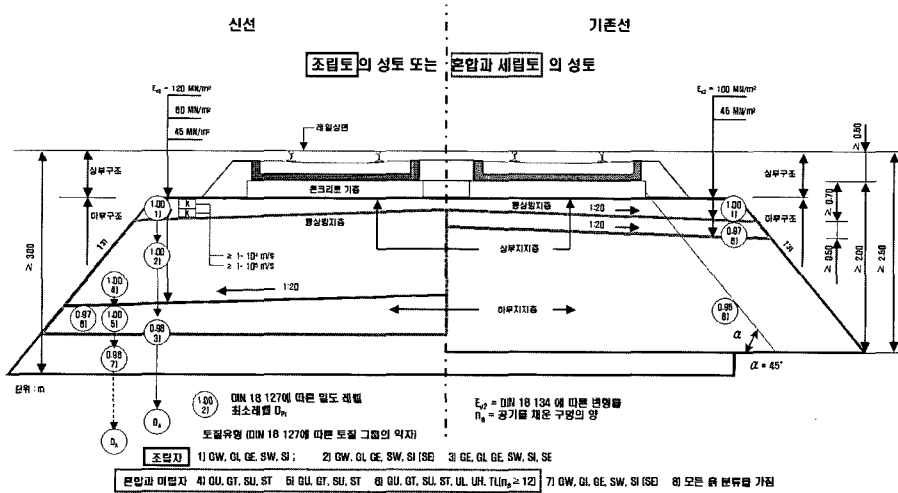 신선
기존선
조립토 의 성토 또는 혼합과 세립토 의 성토
Ev2 = 120 MN/m²
60 MN/m²
45 MN/m²
Ev2 = 100 MN/m²
45 MN/m²
레일상면
≥ 0.50
상부구조
상부구조
콘크리트 기층
1.00
1)
K
K
동상방지층
동상방지층
1:20
1.00
1)
하부구조
하부구조
≥ 0.70
≥ 3.00
1:n
1.00
2)
≥ 1· 10⁻⁵ m/s
상부지지층
1:20
0.97
6)
1:n
≥ 0.50
≥ 2.00
≥ 2.50
1.00
4)
1:20
0.97
6)
1.00
5)
0.98
3)
하부지지층
0.95
8)
α
0.98
7)
α = 45°
단위 : m
1.00
2)
DIN 18 127에 따른 밀도 레벨
최소레벨 DPr
Ev2 = DIN 18 134 에 따른 변형률
na = 공기를 채운 구멍의 양
DA
DA
토질유형 (DIN 18 127에 따른 토질 그룹의 약자)
조립자 1) GW, GI, GE, SW, SI ; 2) GW, GI, GE, SW, SI (SE) 3) GE, GI, GE, SW, SI, SE
혼합과 미립자 4) GU, GT, SU, ST 5) GU, GT, SU, ST 6) GU, GT, SU, ST, UL, UH, TL(na ≥ 12) 7) GW, GI, GE, SW, SI (SE) 8) 모든 흙 분류를 가짐